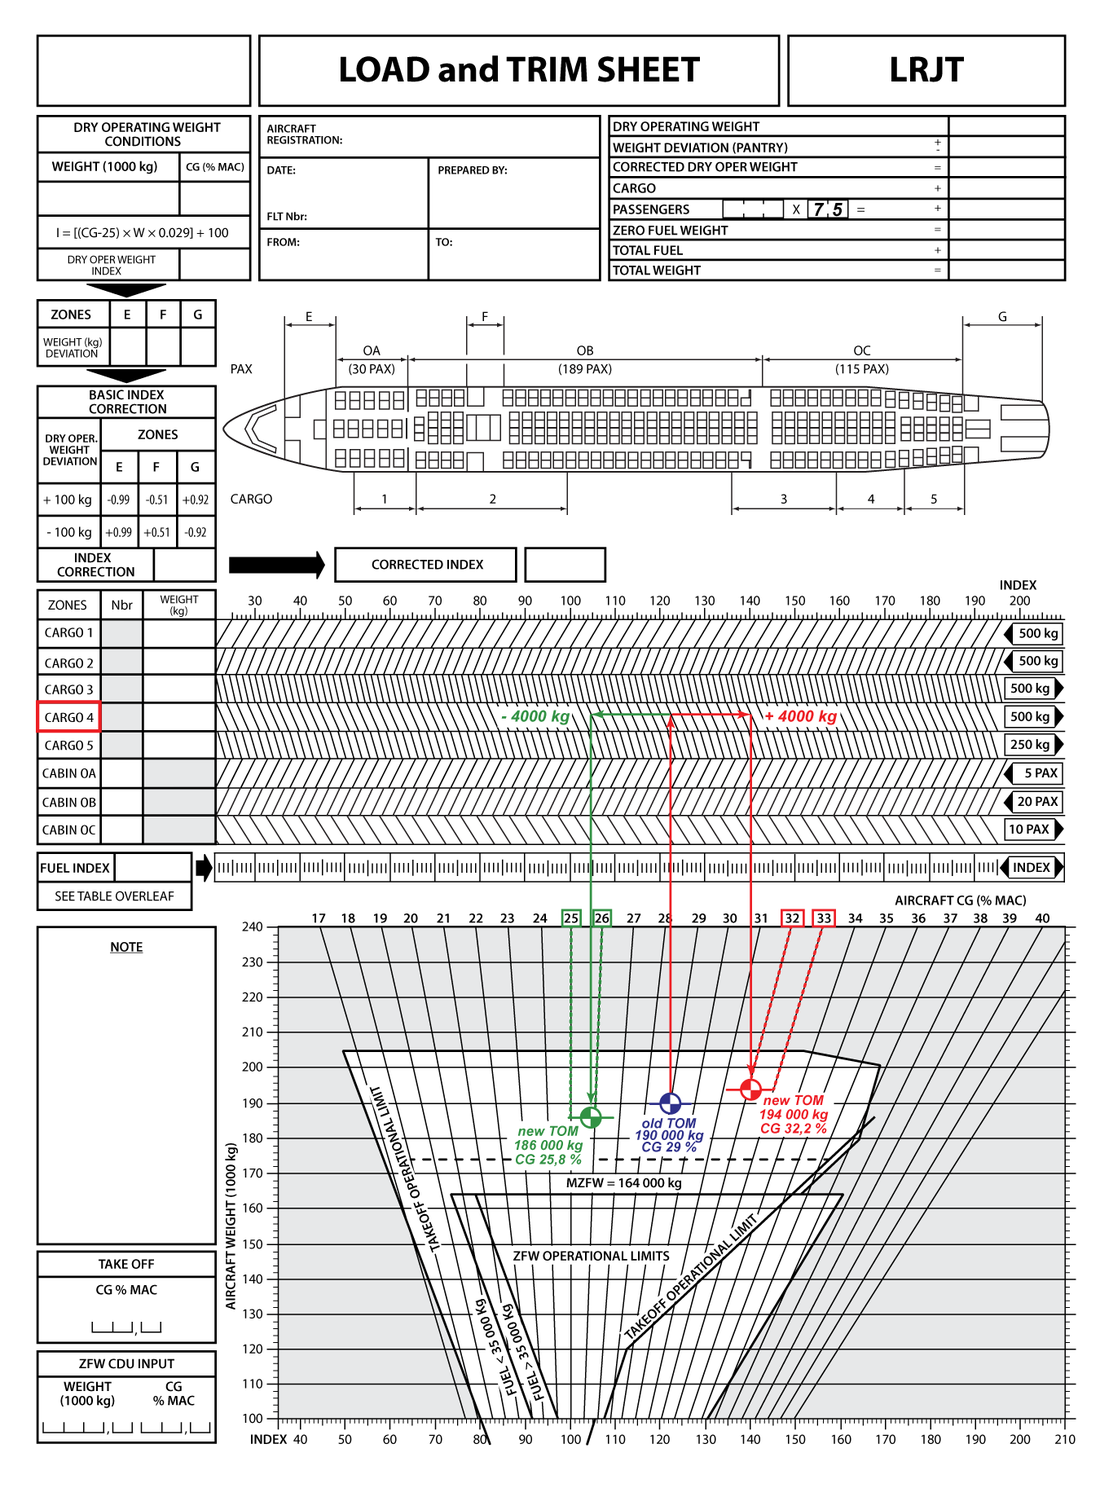 LOAD and TRIM SHEET
LRJT
DRY OPERATING WEIGHT
CONDITIONS
WEIGHT (1000 kg) CG (% MAC)
I = [(CG-25) × W × 0.029] + 100
DRY OPER WEIGHT
INDEX
AIRCRAFT
REGISTRATION:
DATE: PREPARED BY:
FLT Nbr:
FROM: TO:
DRY OPERATING WEIGHT
WEIGHT DEVIATION (PANTRY) + -
CORRECTED DRY OPER WEIGHT =
CARGO +
PASSENGERS X 7 5 = +
ZERO FUEL WEIGHT =
TOTAL FUEL +
TOTAL WEIGHT =
ZONES E F G
WEIGHT (kg)
DEVIATION
BASIC INDEX
CORRECTION
DRY OPER.
WEIGHT
DEVIATION
ZONES
E F G
+ 100 kg -0.99 -0.51 +0.92
- 100 kg +0.99 +0.51 -0.92
INDEX
CORRECTION
E F G
OA OB OC
PAX (30 PAX) (189 PAX) (115 PAX)
CARGO 1 2 3 4 5
CORRECTED INDEX
INDEX
ZONES Nbr WEIGHT
(kg)
30 40 50 60 70 80 90 100 110 120 130 140 150 160 170 180 190 200
CARGO 1 500 kg
CARGO 2 500 kg
CARGO 3 500 kg
CARGO 4 - 4000 kg + 4000 kg 500 kg
CARGO 5 250 kg
CABIN OA 5 PAX
CABIN OB 20 PAX
CABIN OC 10 PAX
FUEL INDEX INDEX
SEE TABLE OVERLEAF
AIRCRAFT CG (% MAC)
17 18 19 20 21 22 23 24 25 26 27 28 29 30 31 32 33 34 35 36 37 38 39 40
NOTE
AIRCRAFT WEIGHT (1000 kg)
240
230
220
210
200
190
180
170
160
150
140
130
120
110
100
TAKEOFF OPERATIONAL LIMIT
new TOM
186 000 kg
CG 25,8 %
old TOM
190 000 kg
CG 29 %
new TOM
194 000 kg
CG 32,2 %
MZFW = 164 000 kg
ZFW OPERATIONAL LIMITS
TAKEOFF OPERATIONAL LIMIT
FUEL < 35 000 Kg
FUEL > 35 000 Kg
INDEX 40 50 60 70 80 90 100 110 120 130 140 150 160 170 180 190 200 210
TAKE OFF
CG % MAC
,
ZFW CDU INPUT
WEIGHT
(1000 kg)
CG
% MAC
, ,